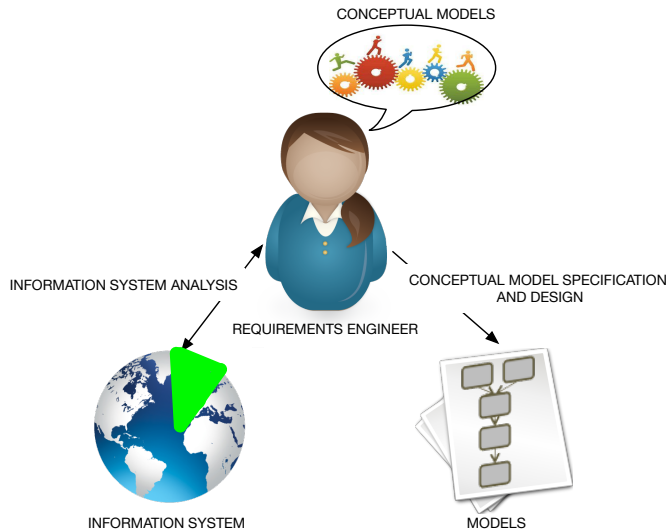 CONCEPTUAL MODELS
INFORMATION SYSTEM ANALYSIS
CONCEPTUAL MODEL SPECIFICATION
AND DESIGN
REQUIREMENTS ENGINEER
INFORMATION SYSTEM
MODELS